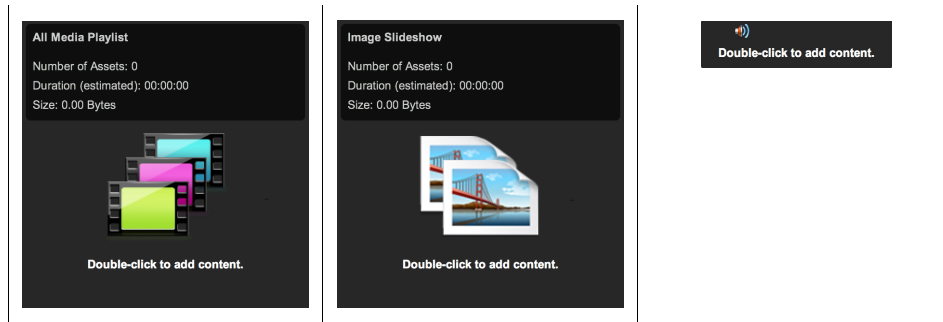 All Media Playlist
Number of Assets: 0
Duration (estimated): 00:00:00
Size: 0.00 Bytes
Double-click to add content.
Image Slideshow
Number of Assets: 0
Duration (estimated): 00:00:00
Size: 0.00 Bytes
Double-click to add content.
Double-click to add content.